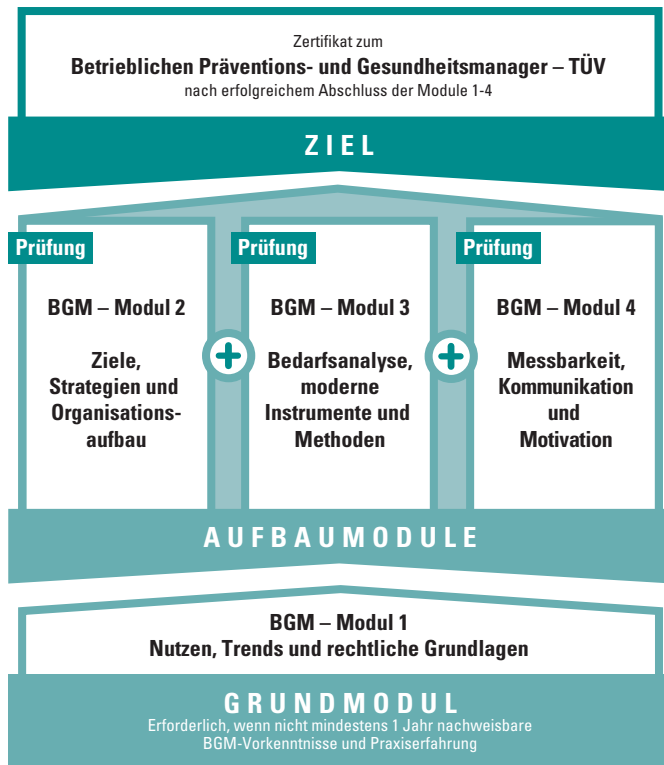 Zertifikat zum
Betrieblichen Präventions- und Gesundheitsmanager – TÜV
nach erfolgreichem Abschluss der Module 1-4
ZIEL
Prüfung
BGM – Modul 2
Ziele,
Strategien und
Organisations-
aufbau
Prüfung
BGM – Modul 3
Bedarfsanalyse,
moderne
Instrumente und
Methoden
Prüfung
BGM – Modul 4
Messbarkeit,
Kommunikation
und
Motivation
AUFBAUMODULE
BGM – Modul 1
Nutzen, Trends und rechtliche Grundlagen
GRUNDMODUL
Erforderlich, wenn nicht mindestens 1 Jahr nachweisbare
BGM-Vorkenntnisse und Praxiserfahrung